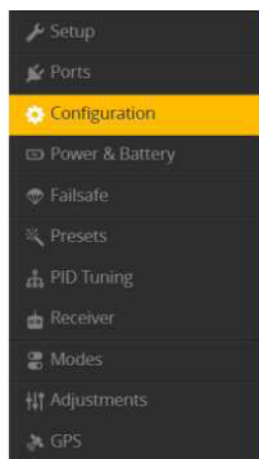 Setup
Ports
Configuration
Power & Battery
Failsafe
Presets
PID Tuning
Receiver
Modes
Adjustments
GPS